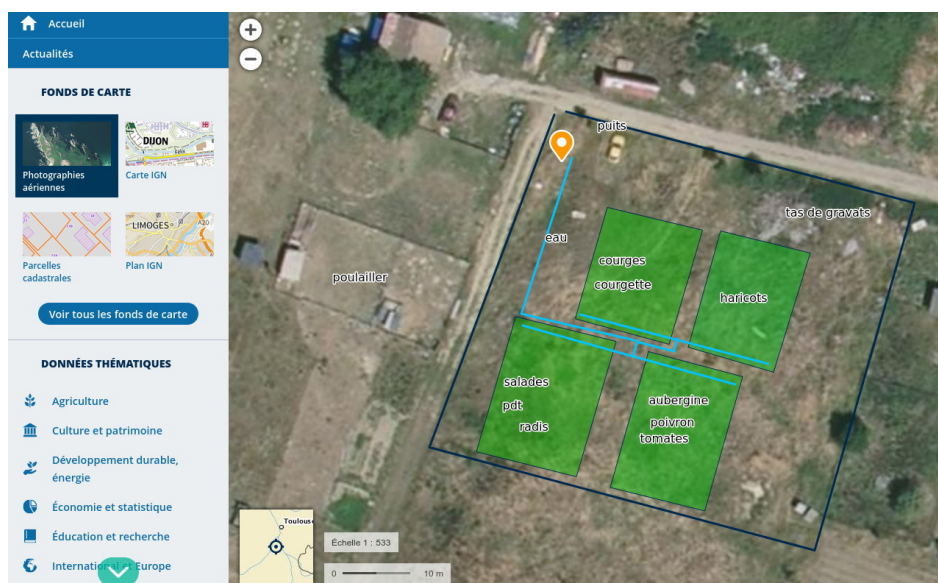 Accueil
Actualités
FONDS DE CARTE
DIJON
Photographies
aériennes
Carte IGN
LIMOGES
A20
Parcelles
cadastrales
Plan IGN
Voir tous les fonds de carte
DONNÉES THÉMATIQUES
Agriculture
Culture et patrimoine
Développement durable,
énergie
Économie et statistique
Éducation et recherche
International et Europe
puits
tas de gravats
eau
courges
courgette
poulailler
haricots
salades
pdt
radis
aubergine
poivron
tomates
Toulous
Échelle 1 : 533
0 10 m